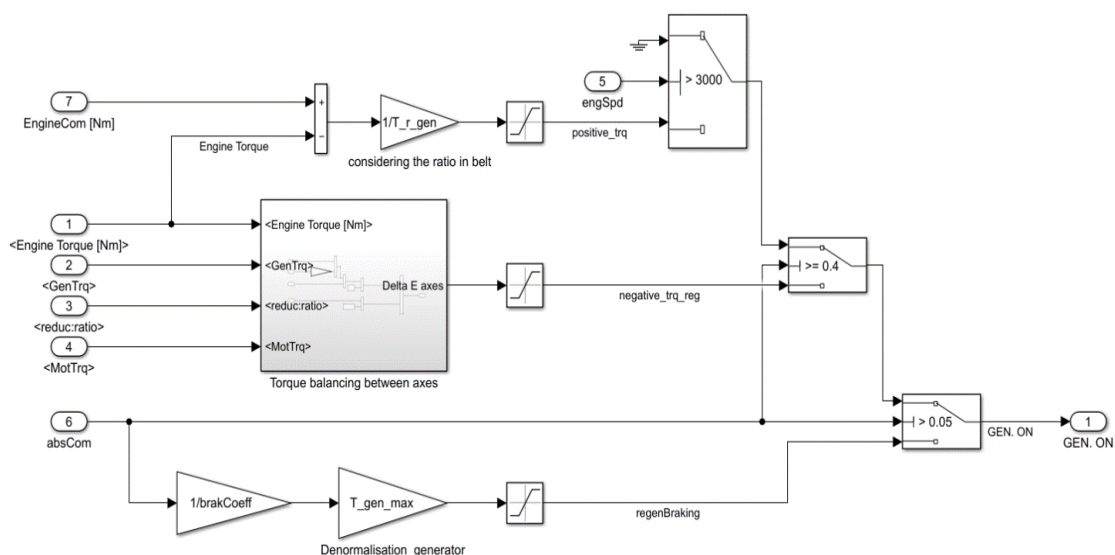 7
EngineCom [Nm]
Engine Torque
+
−
1/T_r_gen
considering the ratio in belt
positive_trq
5
engSpd
> 3000
1
<Engine Torque [Nm]>
2
<GenTrq>
3
<reduc:ratio>
4
<MotTrq>
<Engine Torque [Nm]>
<GenTrq>
<reduc:ratio>
<MotTrq>
Delta E axes
Torque balancing between axes
negative_trq_reg
>= 0.4
6
absCom
> 0.05
GEN. ON
1
GEN. ON
1/brakCoeff
T_gen_max
Denormalisation generator
regenBraking